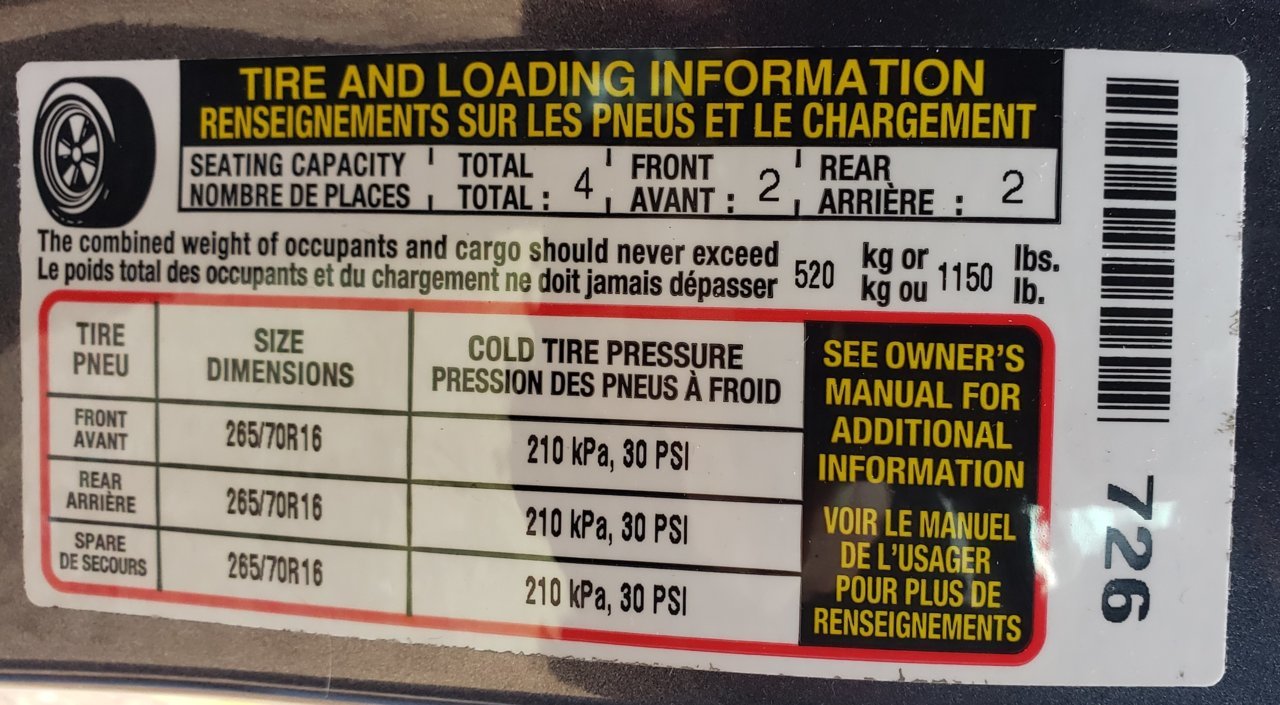 TIRE AND LOADING INFORMATION
RENSEIGNEMENTS SUR LES PNEUS ET LE CHARGEMENT
SEATING CAPACITY TOTAL FRONT REAR
NOMBRE DE PLACES TOTAL : 4 AVANT : 2 ARRIÈRE : 2
The combined weight of occupants and cargo should never exceed 520 kg or 1150 lbs.
Le poids total des occupants et du chargement ne doit jamais dépasser kg ou lb.
TIRE SIZE COLD TIRE PRESSURE
PNEU DIMENSIONS PRESSION DES PNEUS À FROID
FRONT
AVANT 265/70R16 210 kPa, 30 PSI
REAR
ARRIÈRE 265/70R16 210 kPa, 30 PSI
SPARE
DE SECOURS 265/70R16 210 kPa, 30 PSI
SEE OWNER'S
MANUAL FOR
ADDITIONAL
INFORMATION
VOIR LE MANUEL
DE L'USAGER
POUR PLUS DE
RENSEIGNEMENTS
726